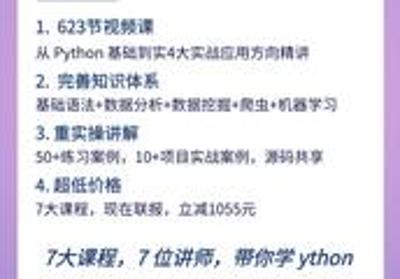 1. 623节视频课
从 Python 基础到实4大实战应用方向精讲
2. 完善知识体系
基础语法+数据分析+数据挖掘+爬虫+机器学习
3. 重实操讲解
50+练习案例，10+项目实战案例，源码共享
4. 超低价格
7大课程，现在联报，立减1055元
7大课程，7 位讲师，带你学 ython